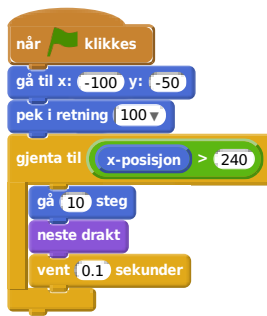 når klikkes
gå til x: -100 y: -50
pek i retning 100▼
gjenta til x-posisjon > 240
gå 10 steg
neste drakt
vent 0.1 sekunder